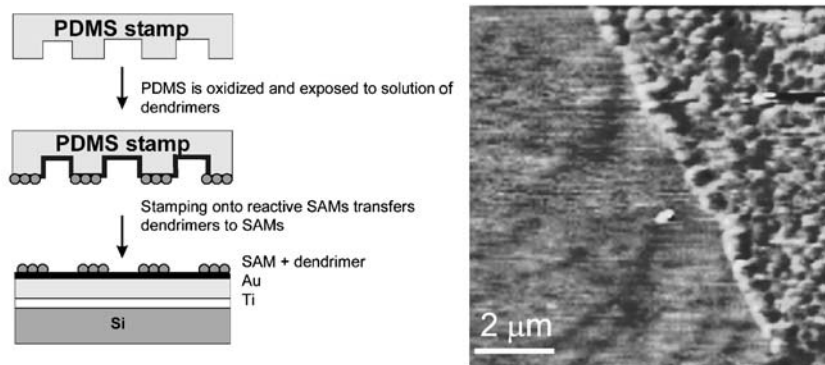 PDMS stamp
PDMS is oxidized and exposed to solution of
dendrimers
PDMS stamp
Stamping onto reactive SAMs transfers
dendrimers to SAMs
SAM + dendrimer
Au
Ti
Si
2 μm